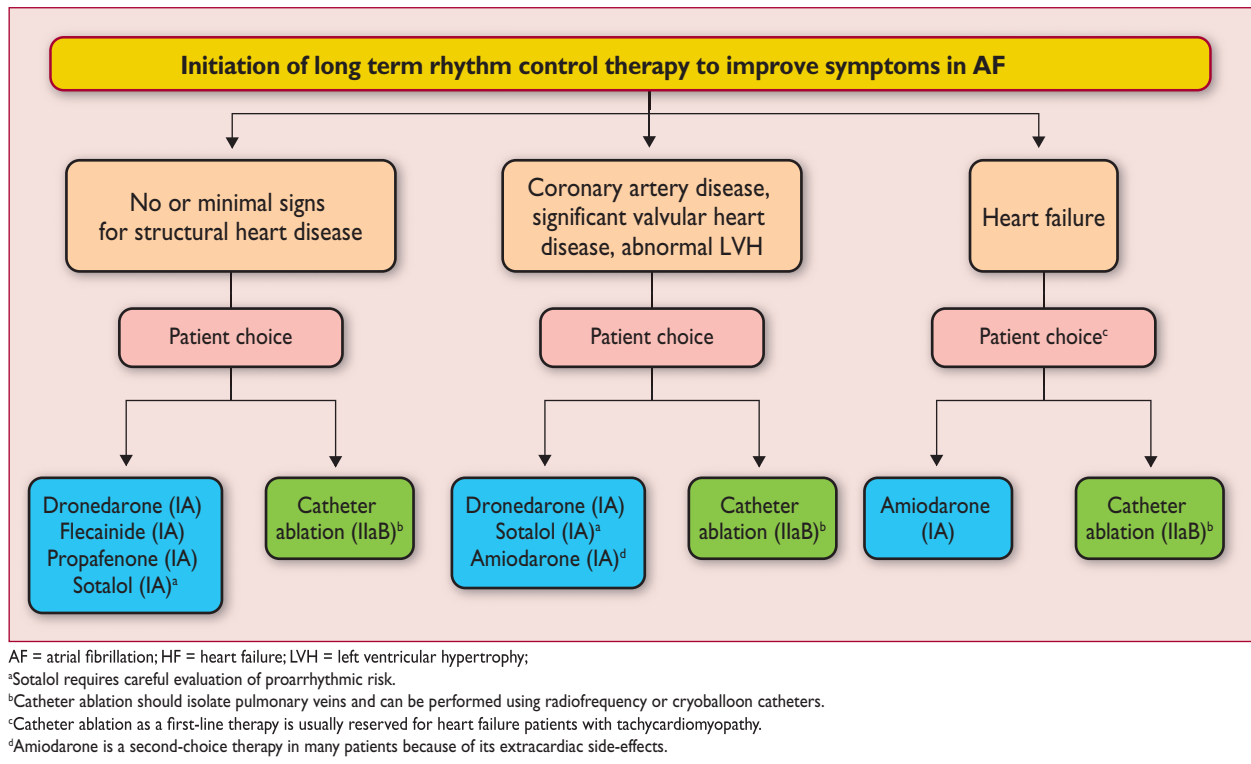 Initiation of long term rhythm control therapy to improve symptoms in AF
No or minimal signs
for structural heart disease
Coronary artery disease,
significant valvular heart
disease, abnormal LVH
Heart failure
Patient choice
Patient choice
Patient choiceᶜ
Dronedarone (IA)
Flecainide (IA)
Propafenone (IA)
Sotalol (IA)ᵃ
Catheter
ablation (IIaB)ᵇ
Dronedarone (IA)
Sotalol (IA)ᵃ
Amiodarone (IA)ᵈ
Catheter
ablation (IIaB)ᵇ
Amiodarone
(IA)
Catheter
ablation (IIaB)ᵇ
AF = atrial fibrillation; HF = heart failure; LVH = left ventricular hypertrophy;
ᵃSotalol requires careful evaluation of proarrhythmic risk.
ᵇCatheter ablation should isolate pulmonary veins and can be performed using radiofrequency or cryoballoon catheters.
ᶜCatheter ablation as a first-line therapy is usually reserved for heart failure patients with tachycardiomyopathy.
ᵈAmiodarone is a second-choice therapy in many patients because of its extracardiac side-effects.